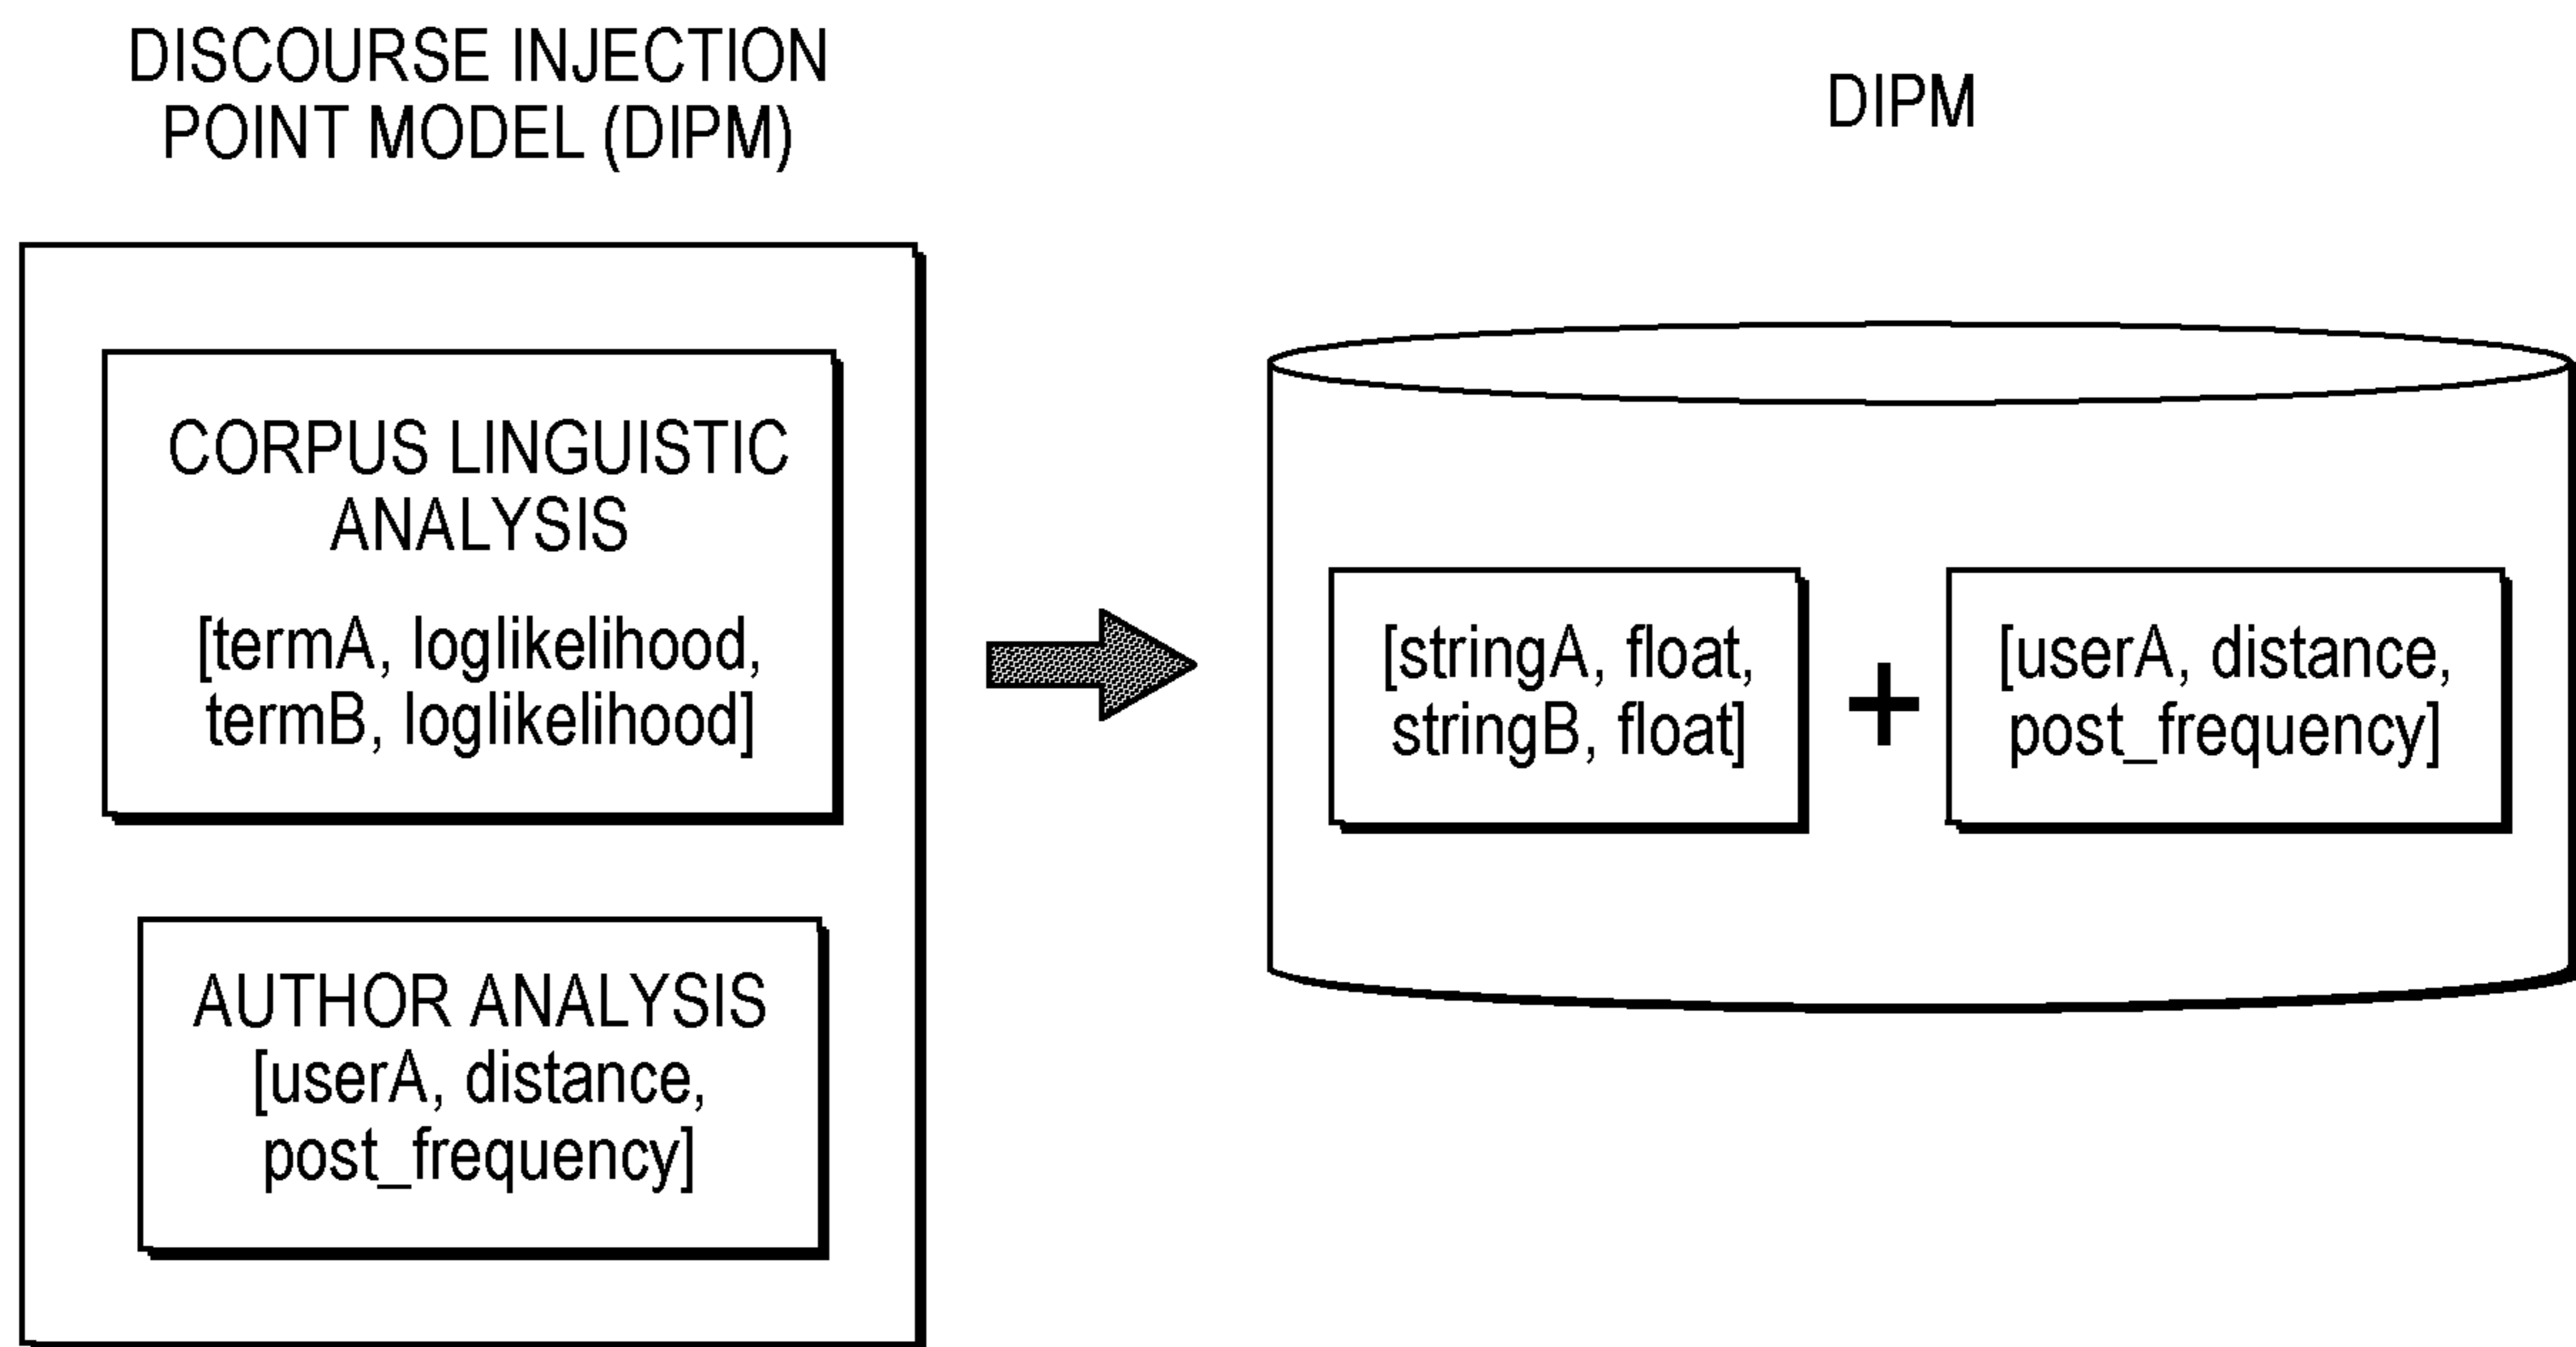 DISCOURSE INJECTION
POINT MODEL (DIPM)
CORPUS LINGUISTIC
ANALYSIS
[termA, loglikelihood,
termB, loglikelihood]
AUTHOR ANALYSIS
[userA, distance,
post_frequency]
DIPM
[stringA, float,
stringB, float]
+
[userA, distance,
post_frequency]